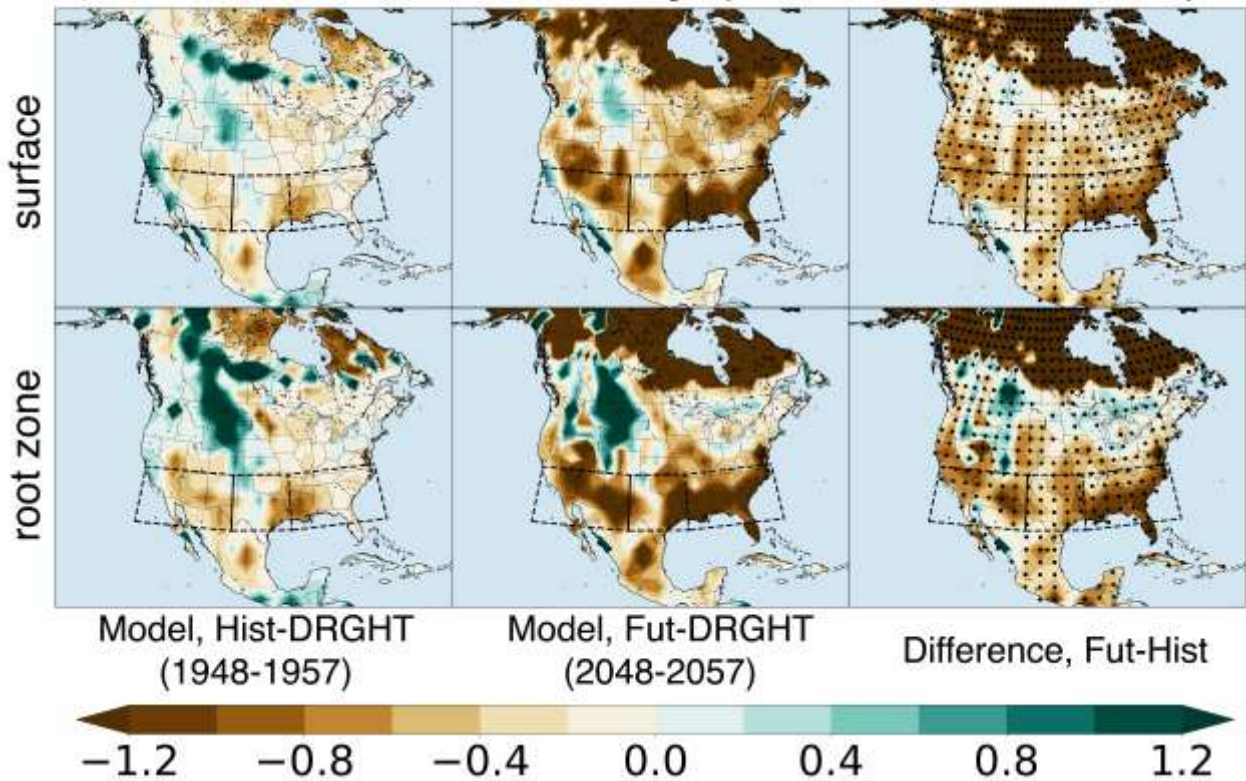 surface
root zone
Model, Hist-DRGHT
(1948-1957)
Model, Fut-DRGHT
(2048-2057)
Difference, Fut-Hist
−1.2 −0.8 −0.4 0.0 0.4 0.8 1.2